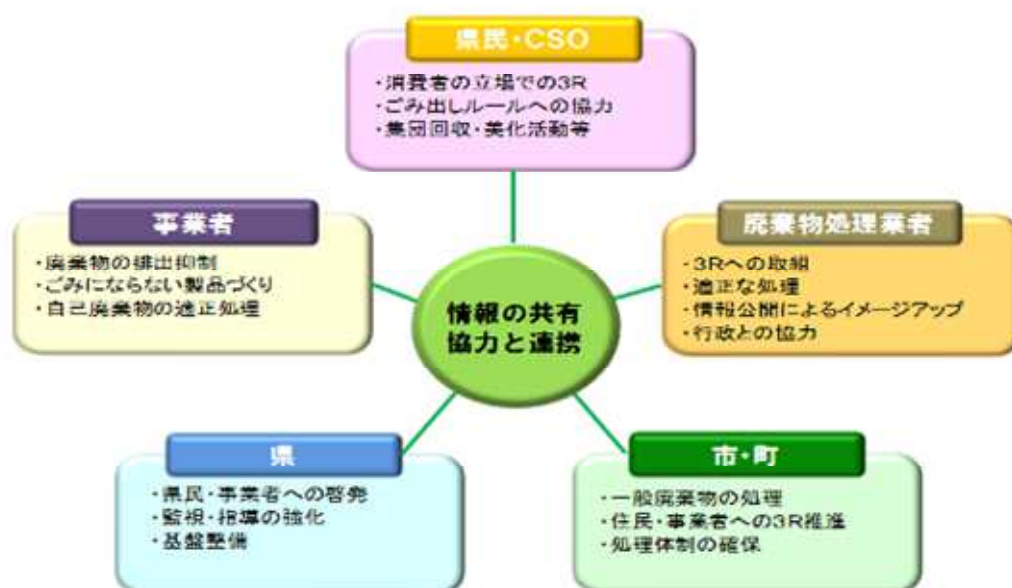 県民・CSO
・消費者の立場での3R
・ごみ出しルールへの協力
・集団回収・美化活動等
事業者
・廃棄物の排出抑制
・ごみにならない製品づくり
・自己廃棄物の適正処理
廃棄物処理業者
・3Rへの取組
・適正な処理
・情報公開によるイメージアップ
・行政との協力
情報の共有
協力と連携
県
・県民・事業者への啓発
・監視・指導の強化
・基盤整備
市・町
・一般廃棄物の処理
・住民・事業者への3R推進
・処理体制の確保